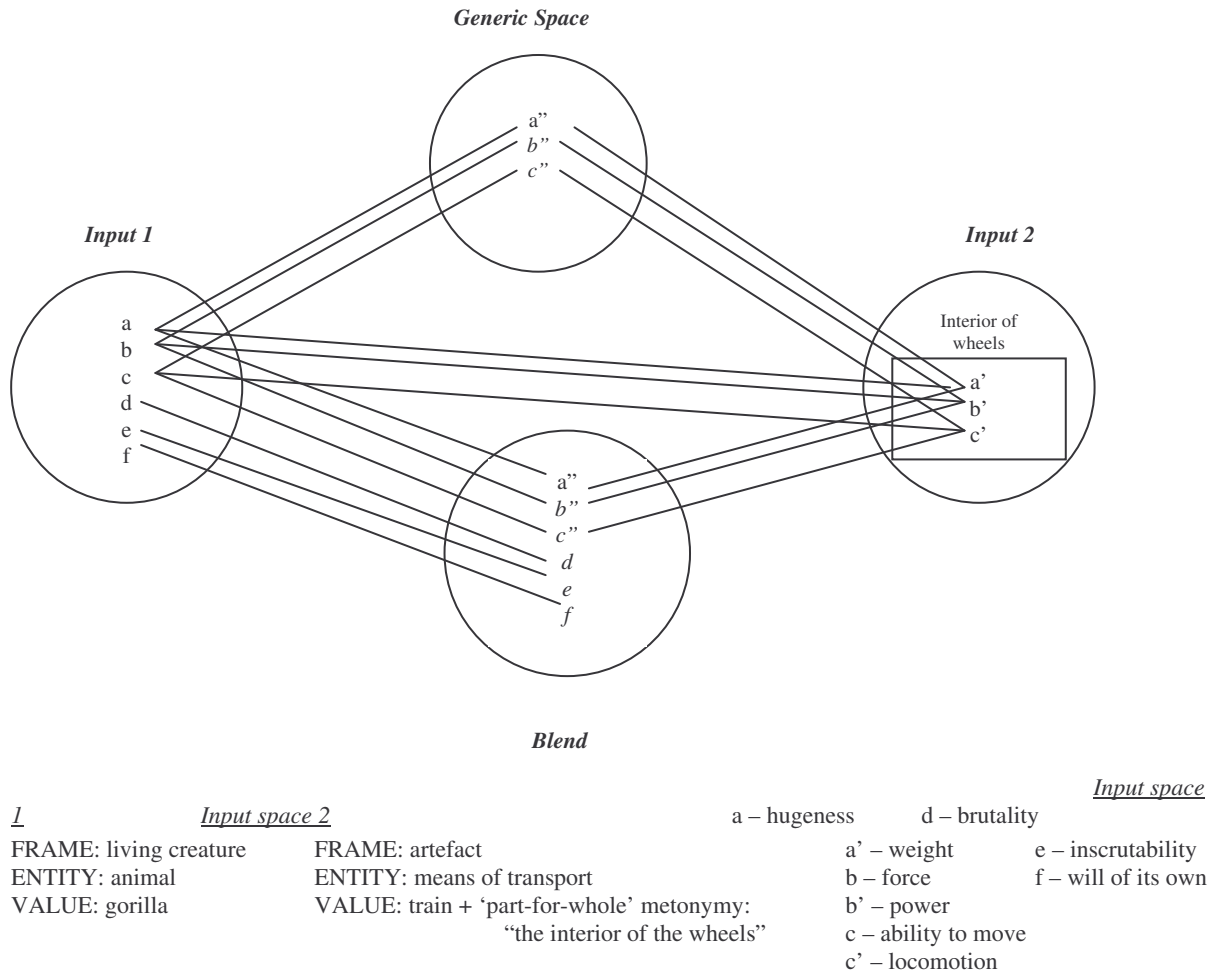 Generic Space
a”
b”
c”
Input 1
Input 2
a
b
c
d
e
f
Interior of
wheels
a’
b’
c’
a”
b”
c”
d
e
f
Blend
Input space
1 Input space 2 a – hugeness d – brutality
FRAME: living creature FRAME: artefact a’ – weight e – inscrutability
ENTITY: animal ENTITY: means of transport b – force f – will of its own
VALUE: gorilla VALUE: train + ‘part-for-whole’ metonymy: b’ – power
“the interior of the wheels” c – ability to move
c’ – locomotion